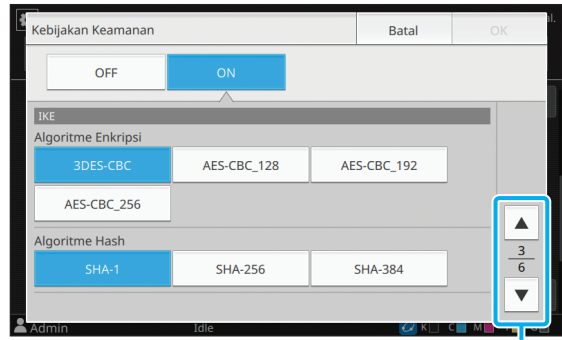 Kebijakan Keamanan Batal OK
OFF ON
IKE
Algoritme Enkripsi
3DES-CBC AES-CBC_128 AES-CBC_192
AES-CBC_256
Algoritme Hash
3
6
SHA-1 SHA-256 SHA-384
Admin Idle K C M